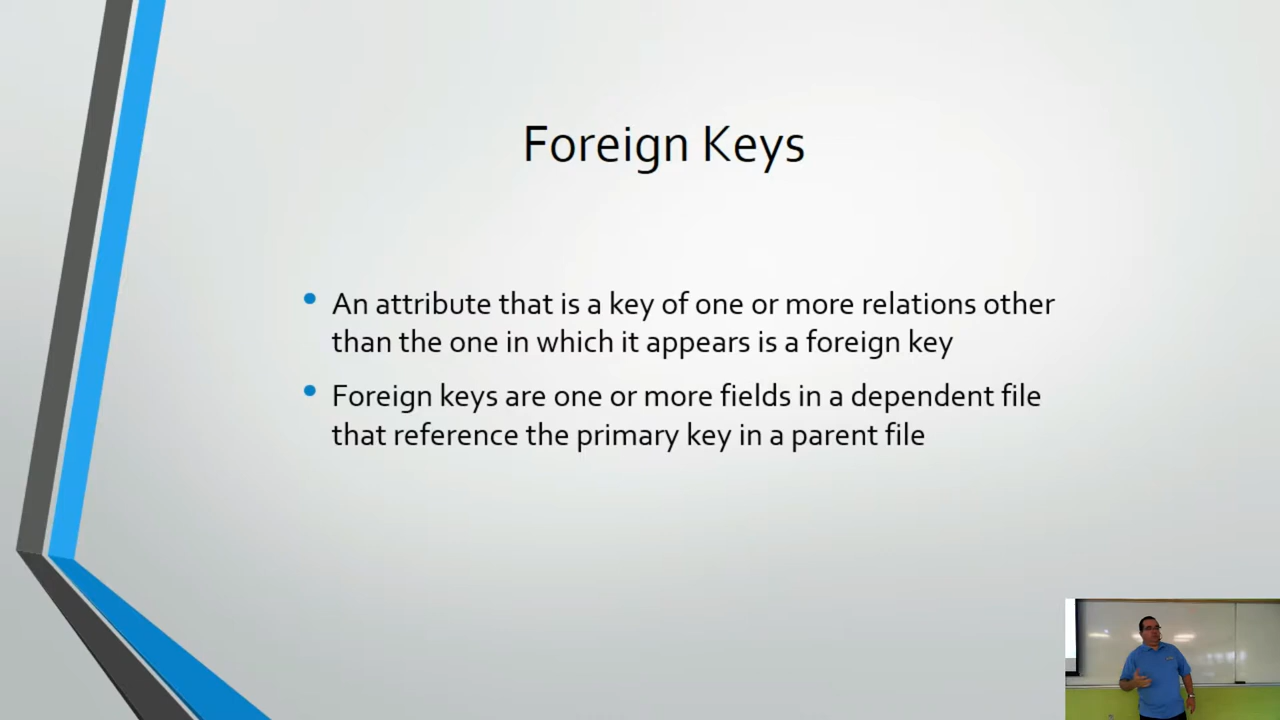 Foreign Keys
An attribute that is a key of one or more relations other
than the one in which it appears is a foreign key
Foreign keys are one or more fields in a dependent file
that reference the primary key in a parent file